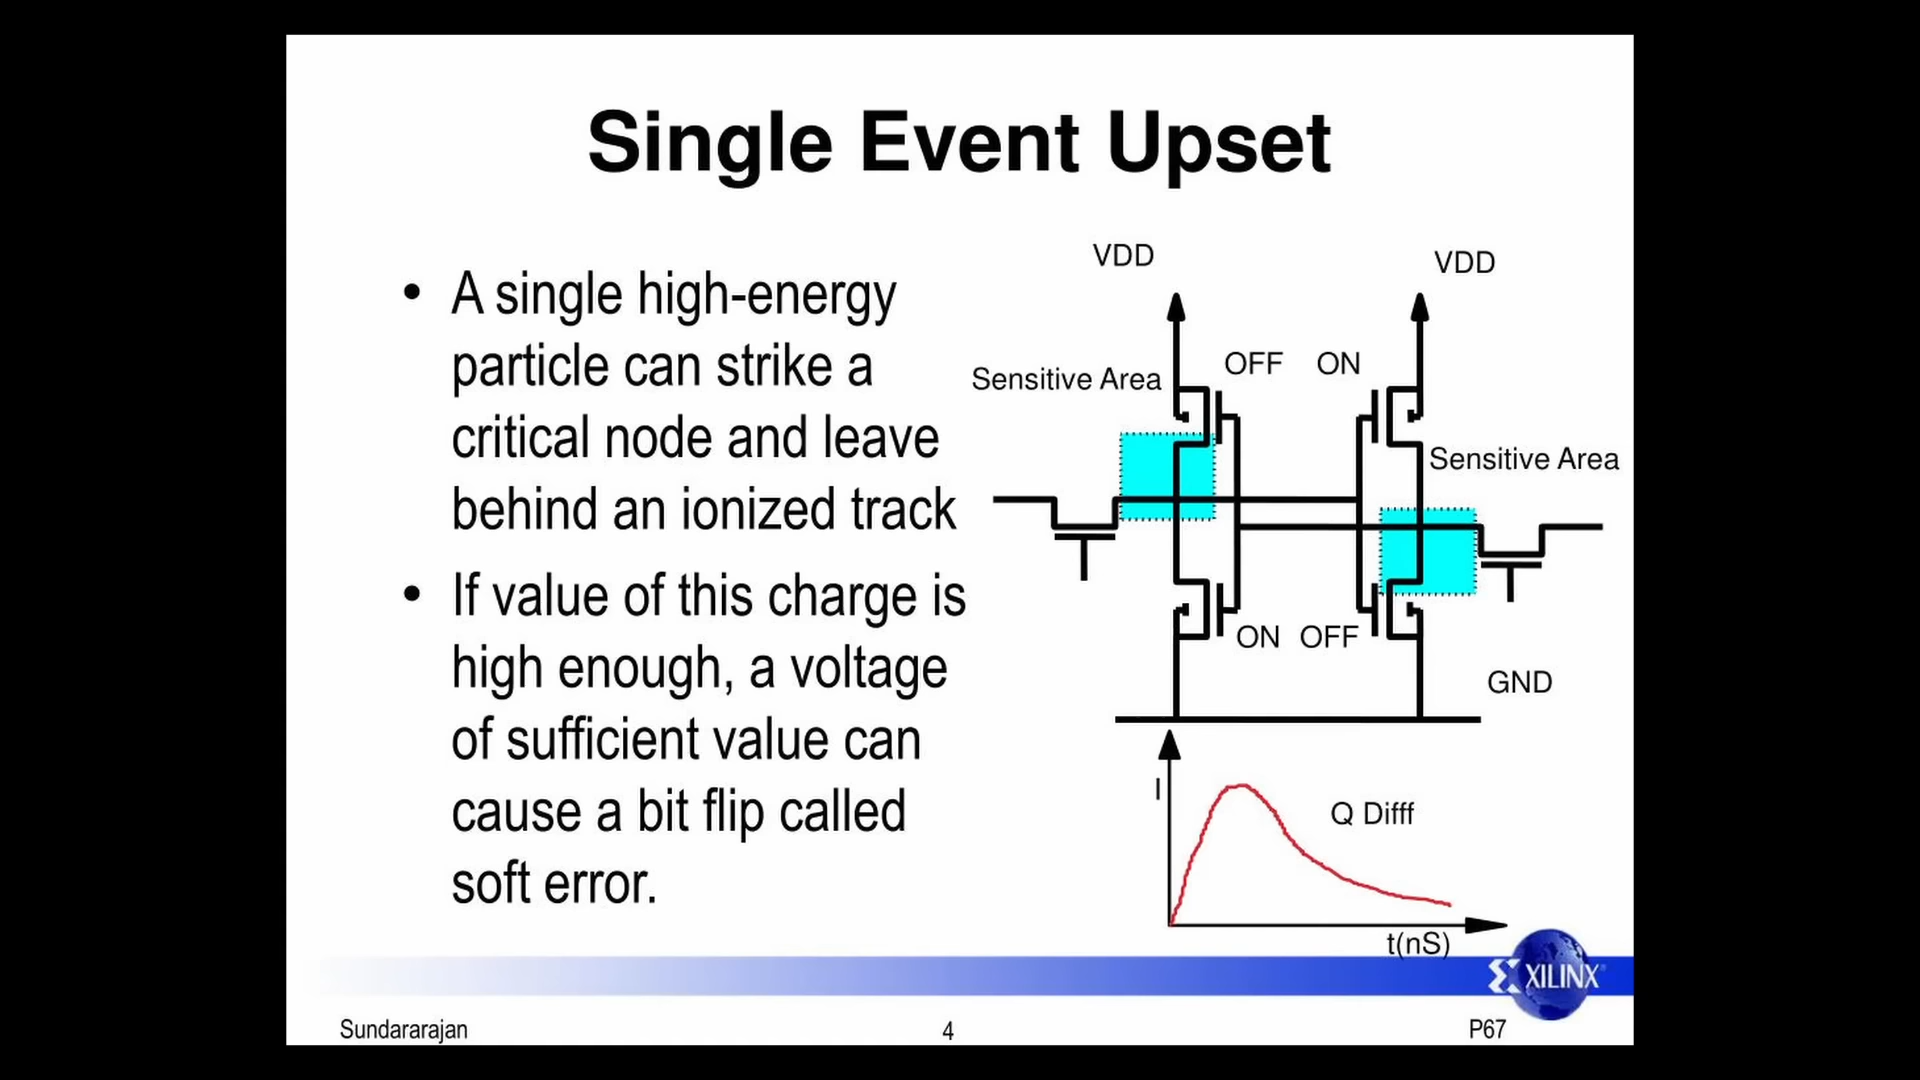 Single Event Upset
• A single high-energy
particle can strike a
critical node and leave
behind an ionized track
• If value of this charge is
high enough, a voltage
of sufficient value can
cause a bit flip called
soft error.
VDD
VDD
OFF ON
Sensitive Area
Sensitive Area
ON OFF
GND
I
Q Difff
t(nS)
XILINX
Sundararajan
4
P67